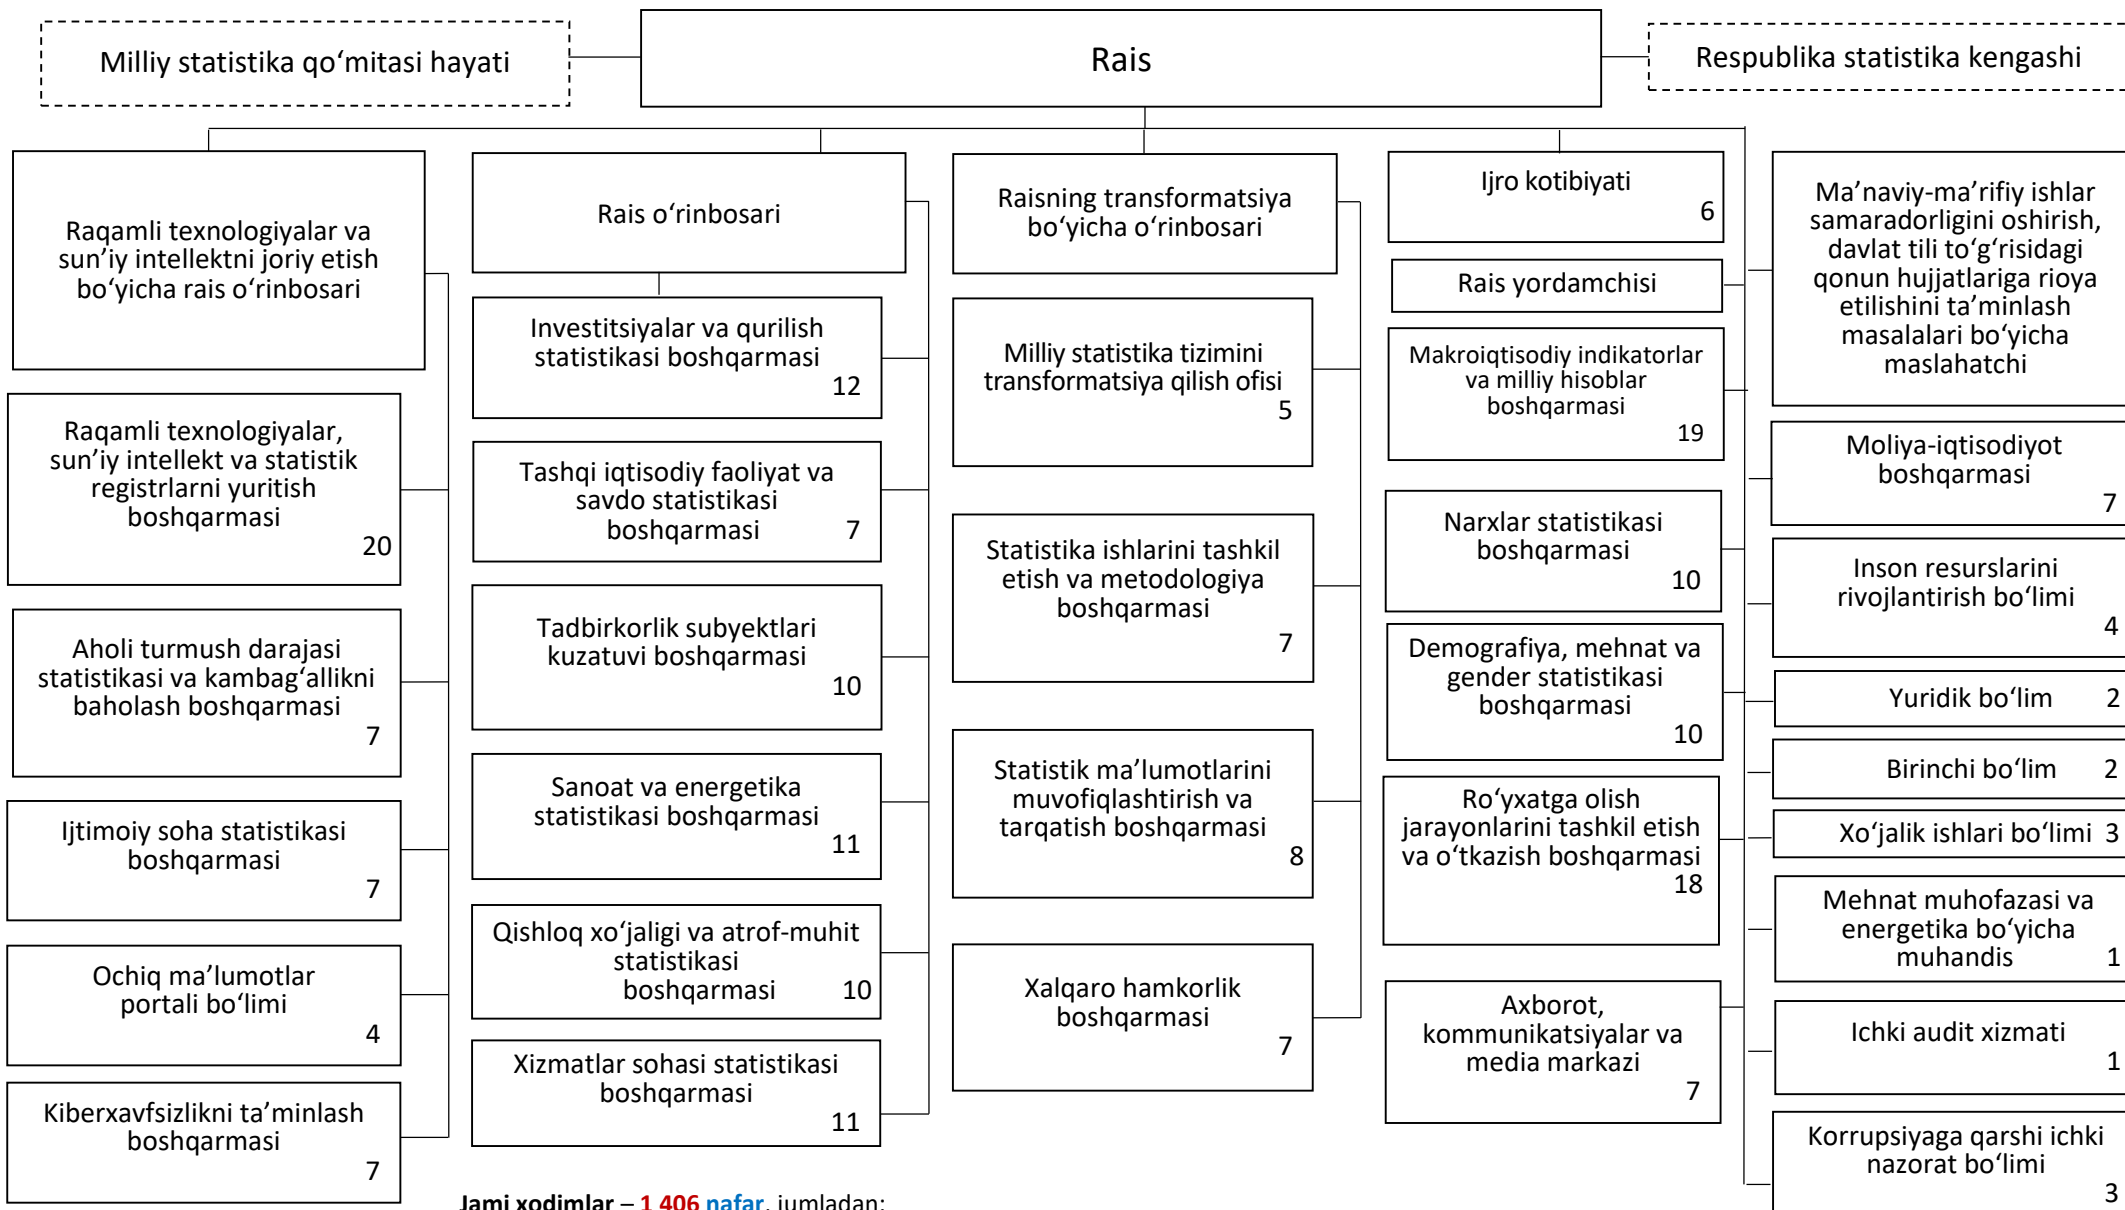 Milliy statistika qo‘mitasi hayati
Rais
Respublika statistika kengashi
Raqamli texnologiyalar va
sun’iy intellektni joriy etish
bo‘yicha rais o‘rinbosari
Raqamli texnologiyalar,
sun’iy intellekt va statistik
registrlarni yuritish
boshqarmasi
20
Aholi turmush darajasi
statistikasi va kambag‘allikni
baholash boshqarmasi
7
Ijtimoiy soha statistikasi
boshqarmasi
7
Ochiq ma’lumotlar
portali bo‘limi
4
Kiberxavfsizlikni ta’minlash
boshqarmasi
7
Rais o‘rinbosari
Investitsiyalar va qurilish
statistikasi boshqarmasi
12
Tashqi iqtisodiy faoliyat va
savdo statistikasi
boshqarmasi 7
Tadbirkorlik subyektlari
kuzatuvi boshqarmasi
10
Sanoat va energetika
statistikasi boshqarmasi
11
Qishloq xo‘jaligi va atrof-muhit
statistikasi
boshqarmasi 10
Xizmatlar sohasi statistikasi
boshqarmasi
11
Raisning transformatsiya
bo‘yicha o‘rinbosari
Milliy statistika tizimini
transformatsiya qilish ofisi
5
Statistika ishlarini tashkil
etish va metodologiya
boshqarmasi
7
Statistik ma’lumotlarini
muvofiqlashtirish va
tarqatish boshqarmasi
8
Xalqaro hamkorlik
boshqarmasi
7
Ijro kotibiyati
6
Rais yordamchisi
Makroiqtisodiy indikatorlar
va milliy hisoblar
boshqarmasi
19
Narxlar statistikasi
boshqarmasi
10
Demografiya, mehnat va
gender statistikasi
boshqarmasi
10
Ro‘yxatga olish
jarayonlarini tashkil etish
va o‘tkazish boshqarmasi
18
Axborot,
kommunikatsiyalar va
media markazi
7
Ma’naviy-ma’rifiy ishlar
samaradorligini oshirish,
davlat tili to‘g‘risidagi
qonun hujjatlariga rioya
etilishini ta’minlash
masalalari bo‘yicha
maslahatchi
Moliya-iqtisodiyot
boshqarmasi
7
Inson resurslarini
rivojlantirish bo‘limi
4
Yuridik bo‘lim 2
Birinchi bo‘lim 2
Xo‘jalik ishlari bo‘limi 3
Mehnat muhofazasi va
energetika bo‘yicha
muhandis 1
Ichki audit xizmati
1
Korrupsiyaga qarshi ichki
nazorat bo‘limi
3
Jami xodimlar – 1 406 nafar, jumladan: